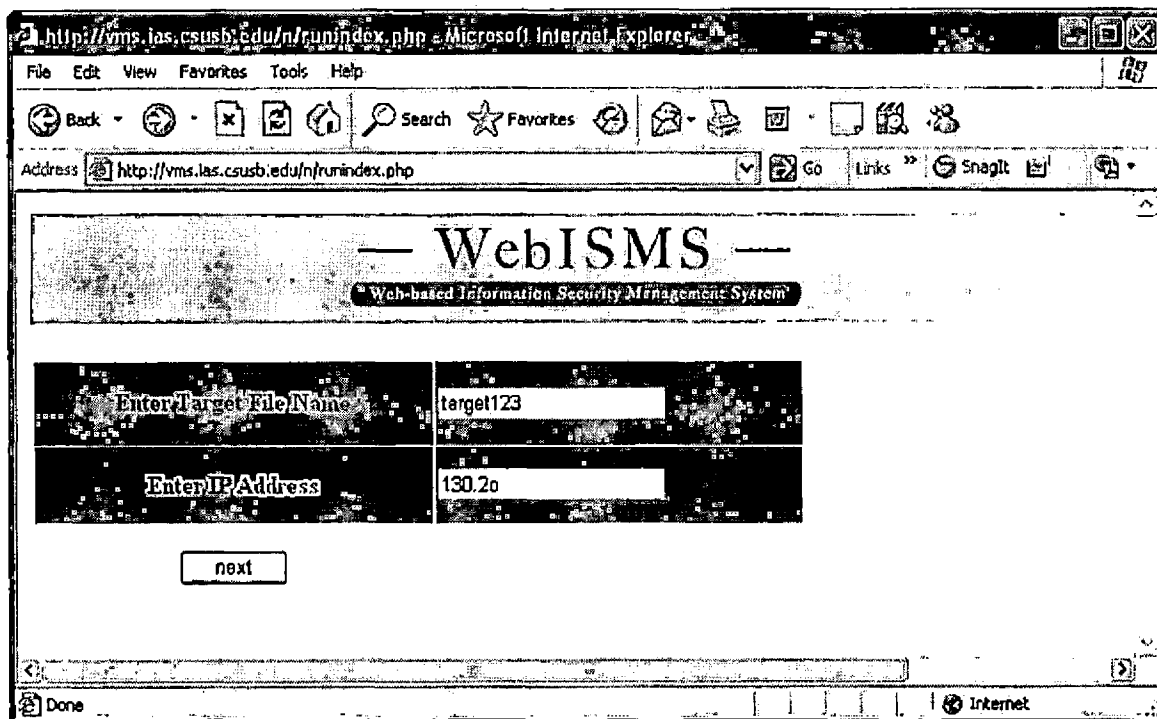 http://vms.ias.csusb.edu/n/runindex.php - Microsoft Internet Explorer
File Edit View Favorites Tools Help
Back Search Favorites
Address http://vms.ias.csusb.edu/n/runindex.php Go Links » SnagIt
— WebISMS —
"Web-based Information Security Management System"
Enter Target File Name target123
Enter IP Address 130.2o
next
Done Internet